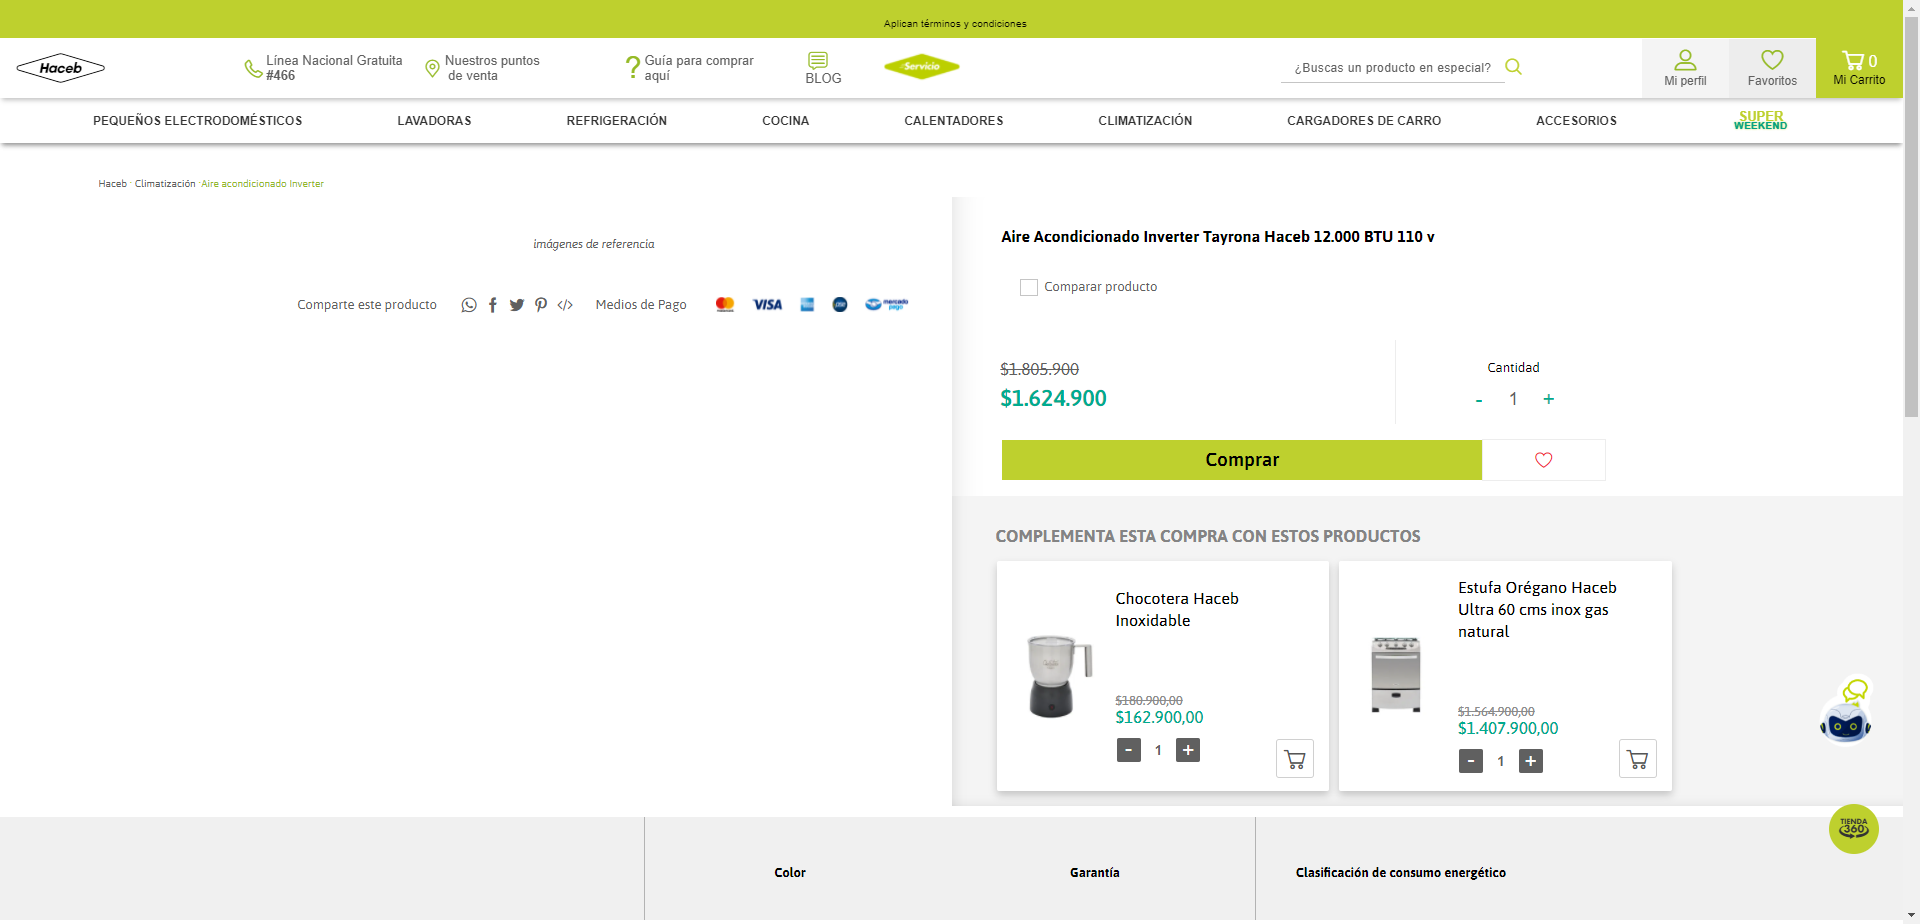 Aplican términos y condiciones
Haceb
Línea Nacional Gratuita
#466
Nuestros puntos
de venta
Guía para comprar
aquí
BLOG
Servicio
¿Buscas un producto en especial?
Mi perfil
Favoritos
0
Mi Carrito
PEQUEÑOS ELECTRODOMÉSTICOS
LAVADORAS
REFRIGERACIÓN
COCINA
CALENTADORES
CLIMATIZACIÓN
CARGADORES DE CARRO
ACCESORIOS
SUPER
WEEKEND
Haceb · Climatización · Aire acondicionado Inverter
imágenes de referencia
Comparte este producto
Medios de Pago
VISA
mercado
pago
Aire Acondicionado Inverter Tayrona Haceb 12.000 BTU 110 v
Comparar producto
$1.805.900
$1.624.900
Cantidad
- 1 +
Comprar
COMPLEMENTA ESTA COMPRA CON ESTOS PRODUCTOS
Chocotera Haceb
Inoxidable
$180.900,00
$162.900,00
- 1 +
Estufa Orégano Haceb
Ultra 60 cms inox gas
natural
$1.564.900,00
$1.407.900,00
- 1 +
TIENDA
360
Color
Garantía
Clasificación de consumo energético